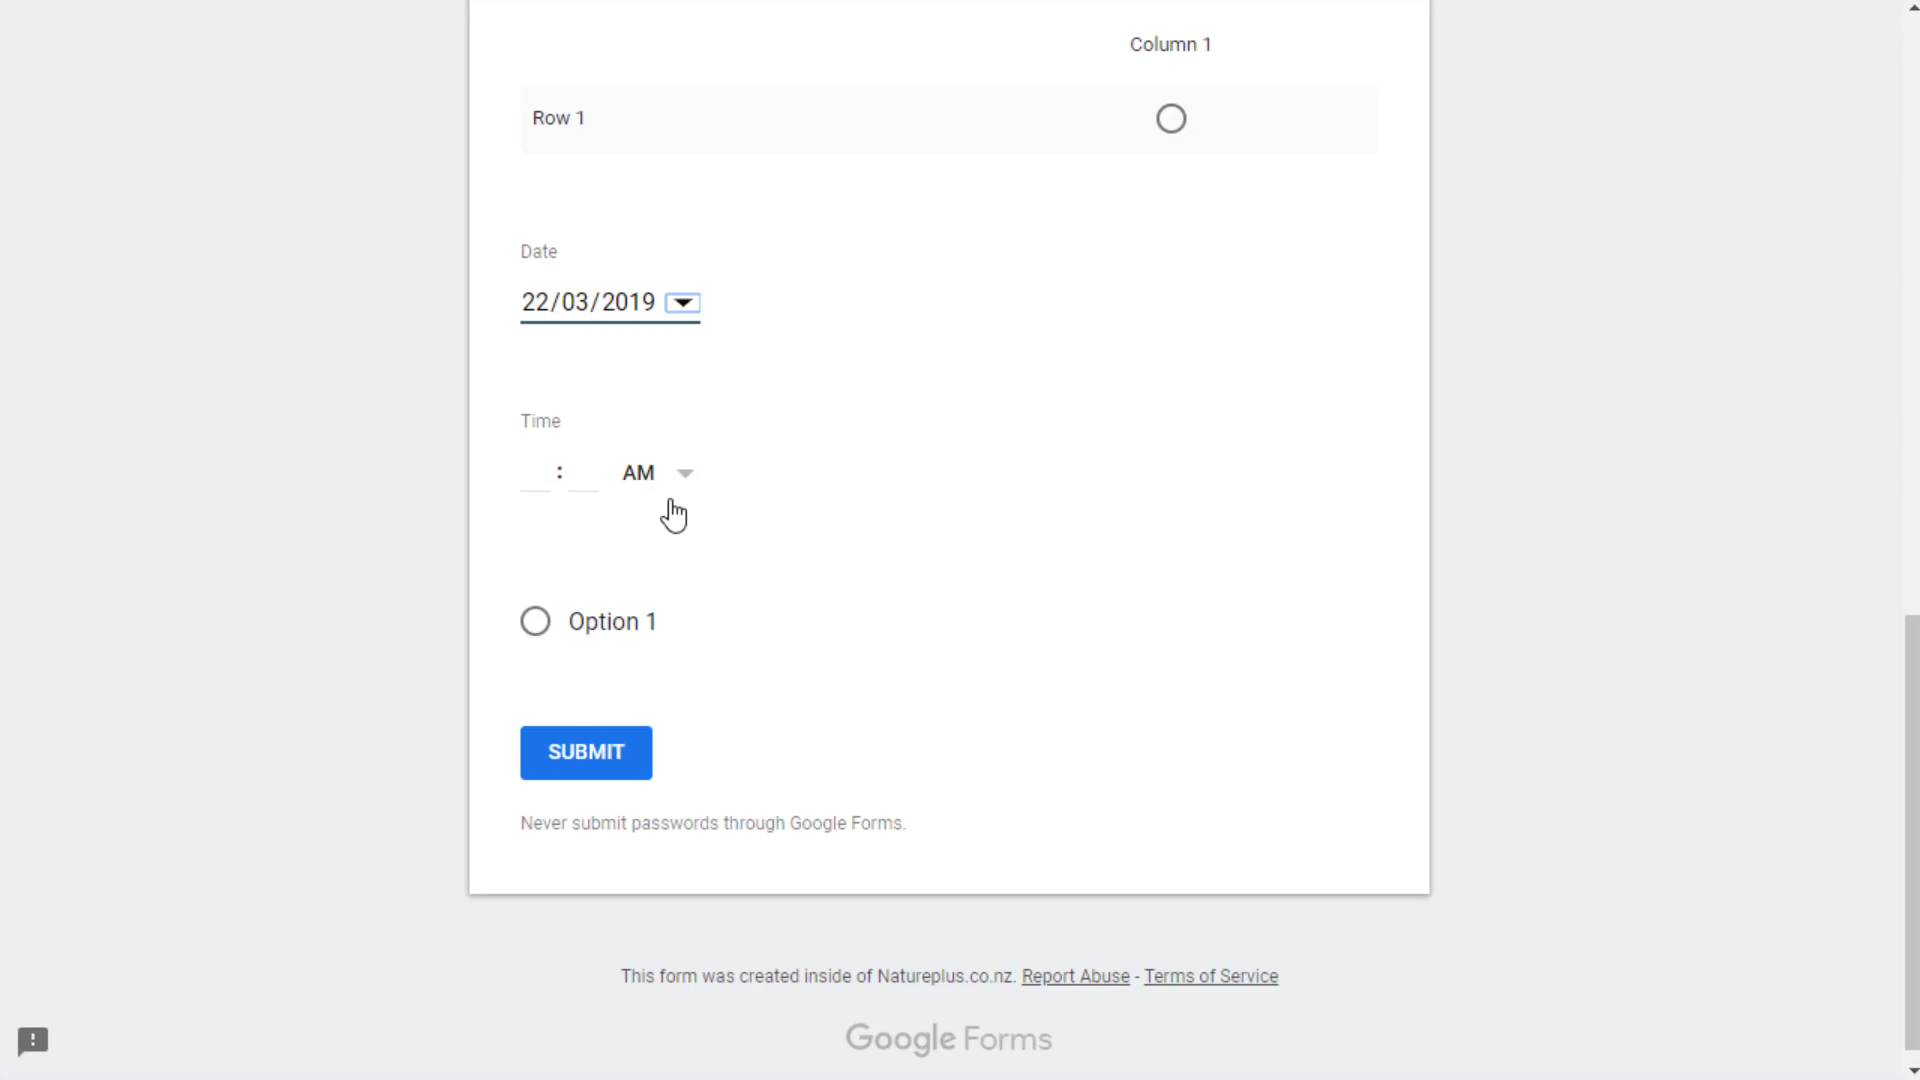 Column 1
Row 1
Date
22/03/2019
Time
: AM
Option 1
SUBMIT
Never submit passwords through Google Forms.
This form was created inside of Natureplus.co.nz. Report Abuse - Terms of Service
Google Forms